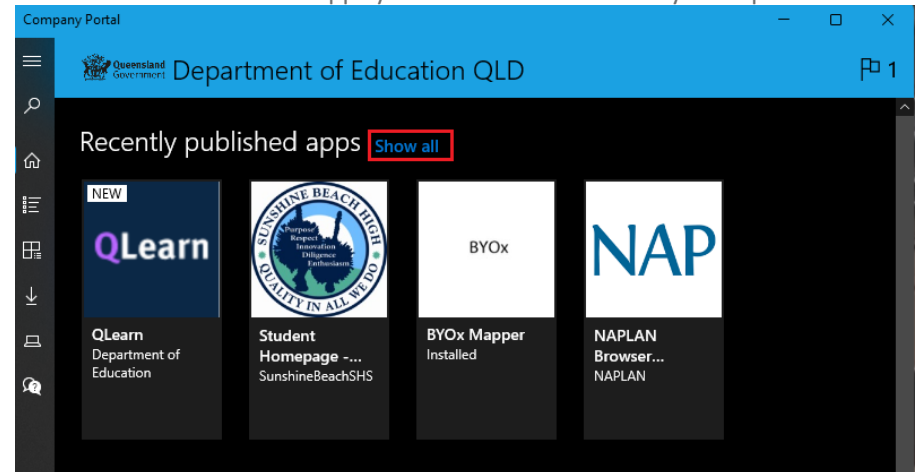 Company Portal
Queensland
Government
Department of Education QLD
1
Recently published apps Show all
NEW
QLearn
SUNSHINE BEACH HIGH
Purpose
Respect
Innovation
Diligence
Enthusiasm
QUALITY IN ALL WE DO
BYOx
NAP
QLearn
Department of
Education
Student
Homepage -...
SunshineBeachSHS
BYOx Mapper
Installed
NAPLAN
Browser...
NAPLAN